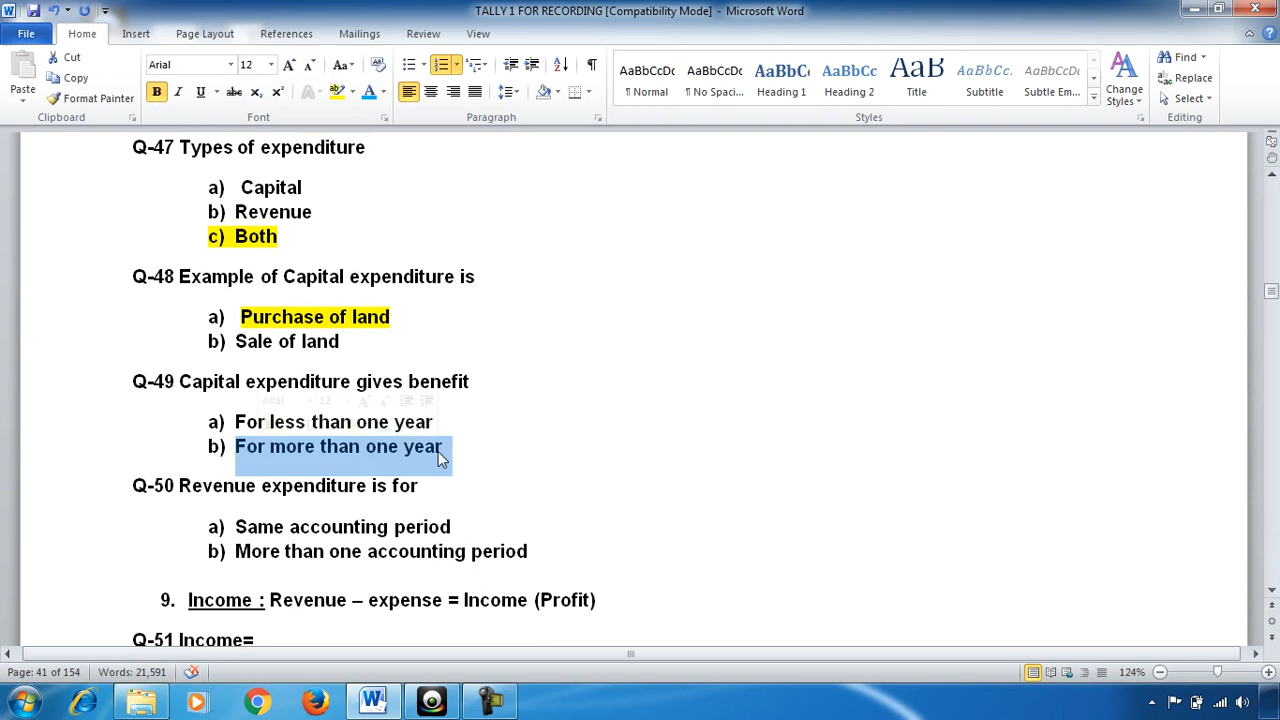 TALLY 1 FOR RECORDING [Compatibility Mode] - Microsoft Word
File Home Insert Page Layout References Mailings Review View
Paste
Cut
Copy
Format Painter
Clipboard
Arial 12
Font
Paragraph
AaBbCcDc AaBbCcDc AaBbCc AaBbCc AaB AaBbCc. AaBbCcDc
¶ Normal ¶ No Spaci... Heading 1 Heading 2 Title Subtitle Subtle Em...
Change Styles
Styles
Find
Replace
Select
Editing
Q-47 Types of expenditure
a) Capital
b) Revenue
c) Both
Q-48 Example of Capital expenditure is
a) Purchase of land
b) Sale of land
Q-49 Capital expenditure gives benefit
Arial 12
a) For less than one year
b) For more than one year
Q-50 Revenue expenditure is for
a) Same accounting period
b) More than one accounting period
9. Income : Revenue – expense = Income (Profit)
Q-51 Income=
Page: 41 of 154 Words: 21,591 124%